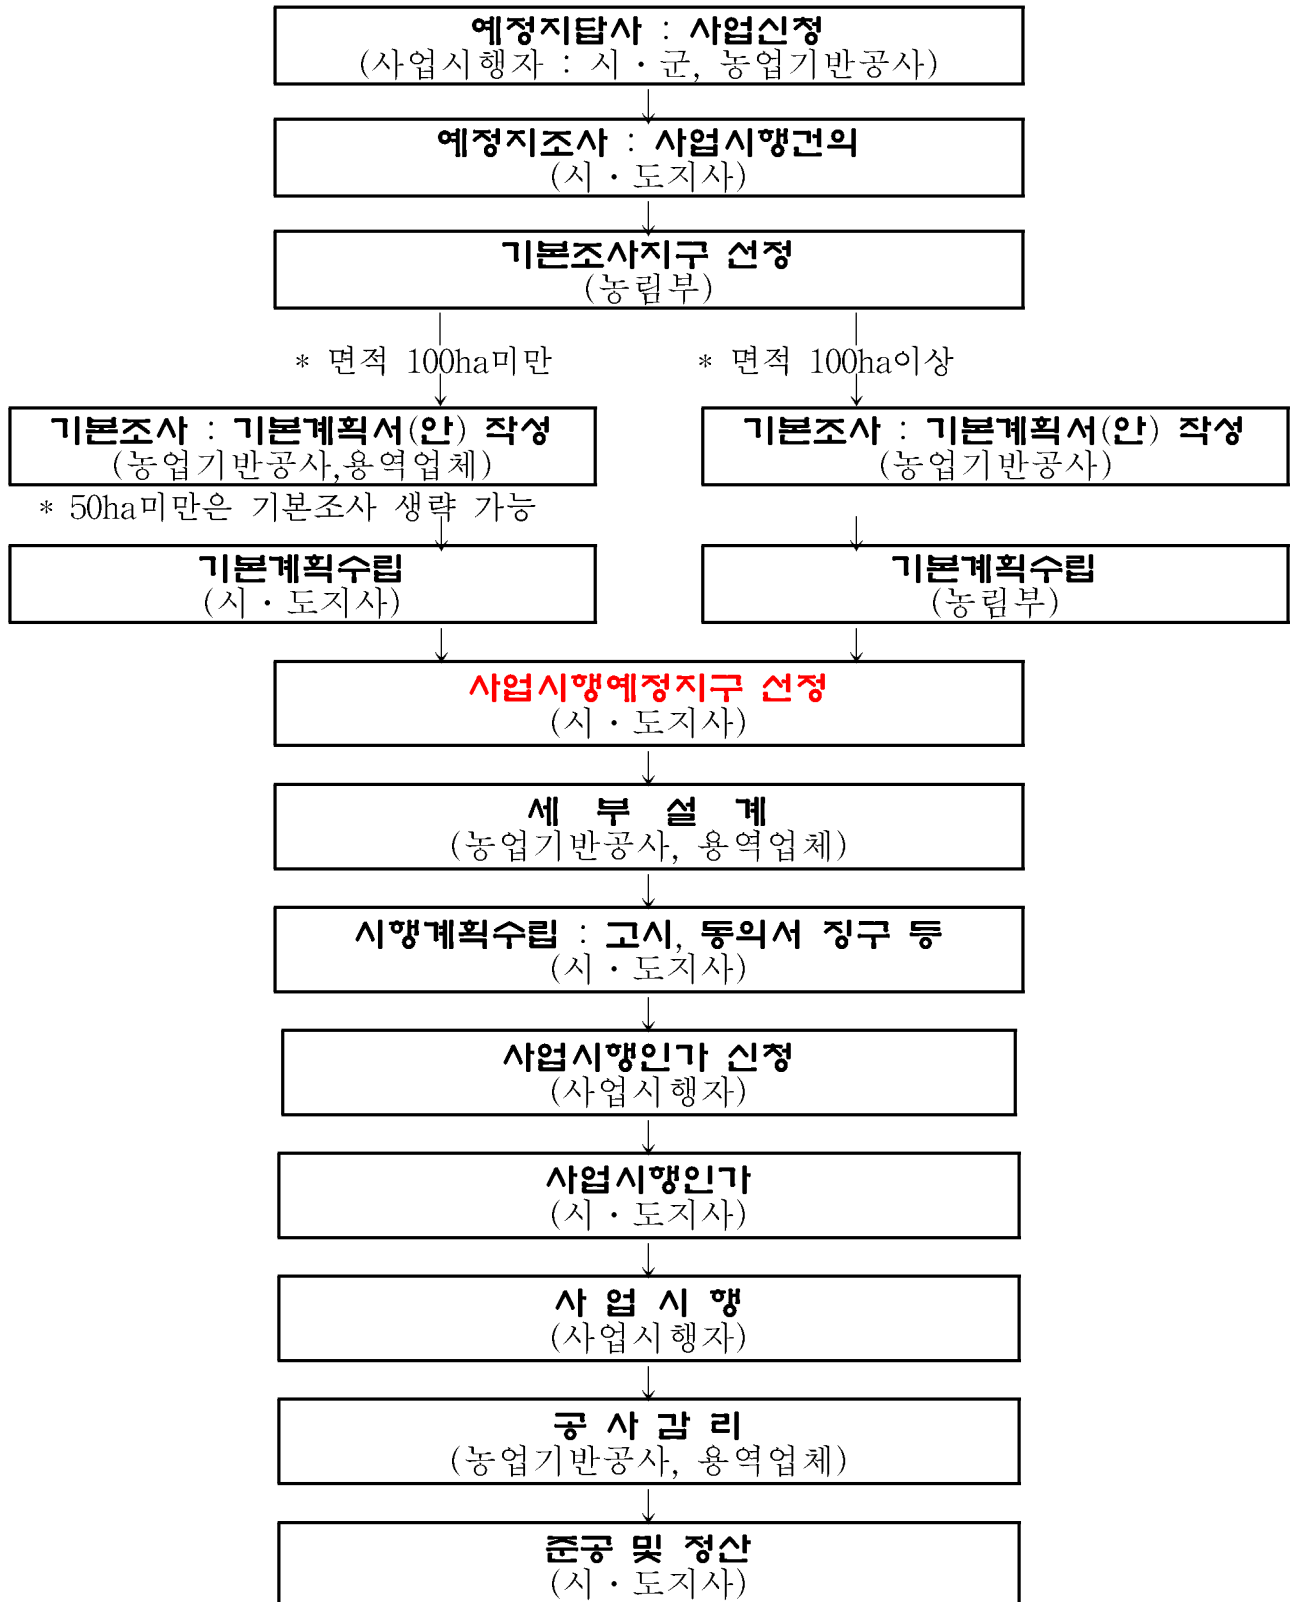 예정지답사 : 사업신청
(사업시행자 : 시·군, 농업기반공사)
예정지조사 : 사업시행건의
(시·도지사)
기본조사지구 선정
(농림부)
* 면적 100ha미만
* 면적 100ha이상
기본조사 : 기본계획서(안) 작성
(농업기반공사,용역업체)
* 50ha미만은 기본조사 생략 가능
기본조사 : 기본계획서(안) 작성
(농업기반공사)
기본계획수립
(시·도지사)
기본계획수립
(농림부)
사업시행예정지구 선정
(시·도지사)
세 부 설 계
(농업기반공사, 용역업체)
시행계획수립 : 고시, 동의서 징구 등
(시·도지사)
사업시행인가 신청
(사업시행자)
사업시행인가
(시·도지사)
사 업 시 행
(사업시행자)
공 사 감 리
(농업기반공사, 용역업체)
준공 및 정산
(시·도지사)